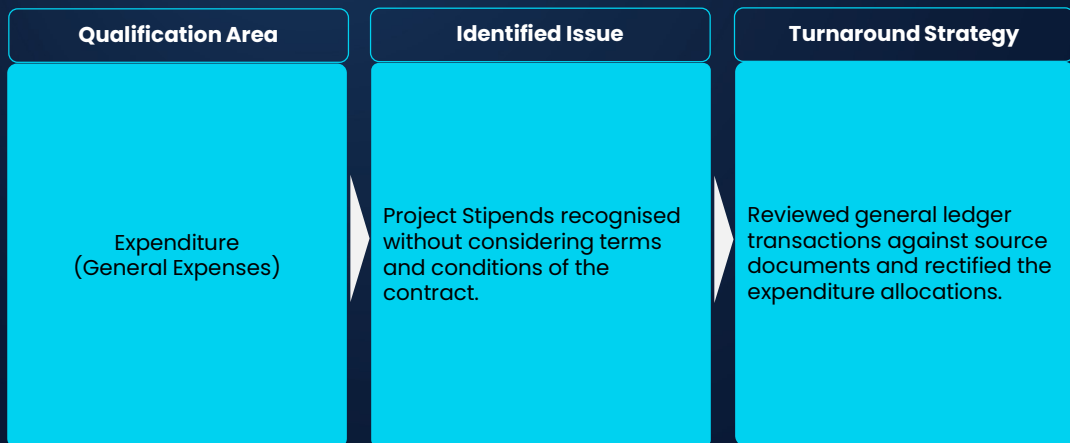 Qualification Area
Identified Issue
Turnaround Strategy
Expenditure
(General Expenses)
Project Stipends recognised
without considering terms
and conditions of the
contract.
Reviewed general ledger
transactions against source
documents and rectified the
expenditure allocations.